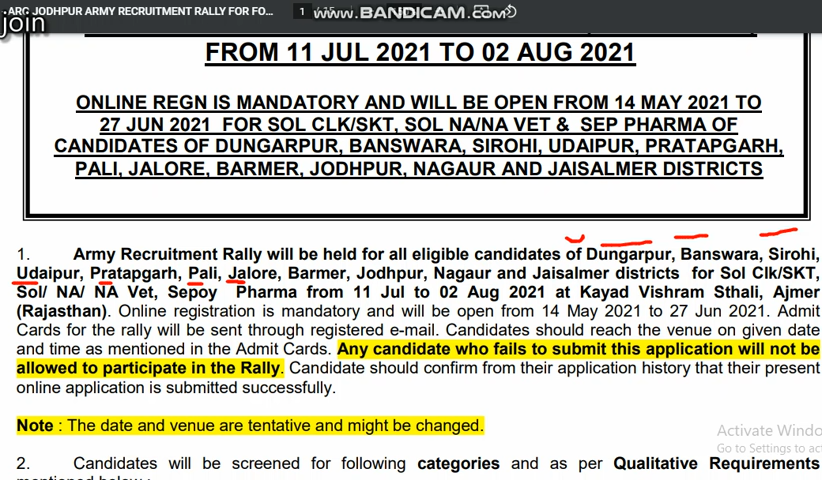 ARO JODHPUR ARMY RECRUITMENT RALLY FOR FO...
1
www.BANDICAM.com
join
FROM 11 JUL 2021 TO 02 AUG 2021
ONLINE REGN IS MANDATORY AND WILL BE OPEN FROM 14 MAY 2021 TO
27 JUN 2021 FOR SOL CLK/SKT, SOL NA/NA VET & SEP PHARMA OF
CANDIDATES OF DUNGARPUR, BANSWARA, SIROHI, UDAIPUR, PRATAPGARH,
PALI, JALORE, BARMER, JODHPUR, NAGAUR AND JAISALMER DISTRICTS
1. Army Recruitment Rally will be held for all eligible candidates of Dungarpur, Banswara, Sirohi,
Udaipur, Pratapgarh, Pali, Jalore, Barmer, Jodhpur, Nagaur and Jaisalmer districts for Sol Clk/SKT,
Sol/ NA/ NA Vet, Sepoy Pharma from 11 Jul to 02 Aug 2021 at Kayad Vishram Sthali, Ajmer
(Rajasthan). Online registration is mandatory and will be open from 14 May 2021 to 27 Jun 2021. Admit
Cards for the rally will be sent through registered e-mail. Candidates should reach the venue on given date
and time as mentioned in the Admit Cards. Any candidate who fails to submit this application will not be
allowed to participate in the Rally. Candidate should confirm from their application history that their present
online application is submitted successfully.
Note : The date and venue are tentative and might be changed.
Activate Windo
Go to Settings to act
2. Candidates will be screened for following categories and as per Qualitative Requirements